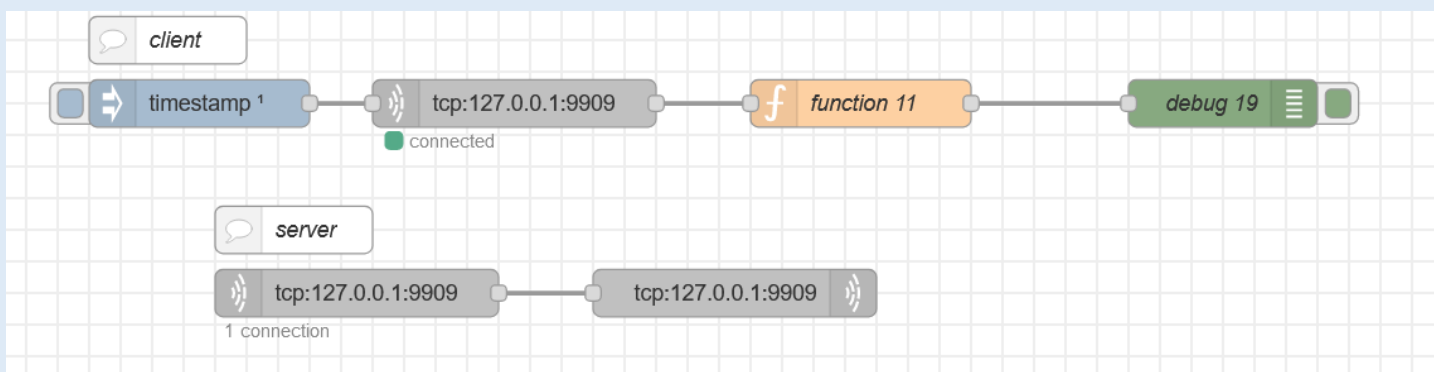 client
timestamp ¹
tcp:127.0.0.1:9909
function 11
debug 19
connected
server
tcp:127.0.0.1:9909
tcp:127.0.0.1:9909
1 connection